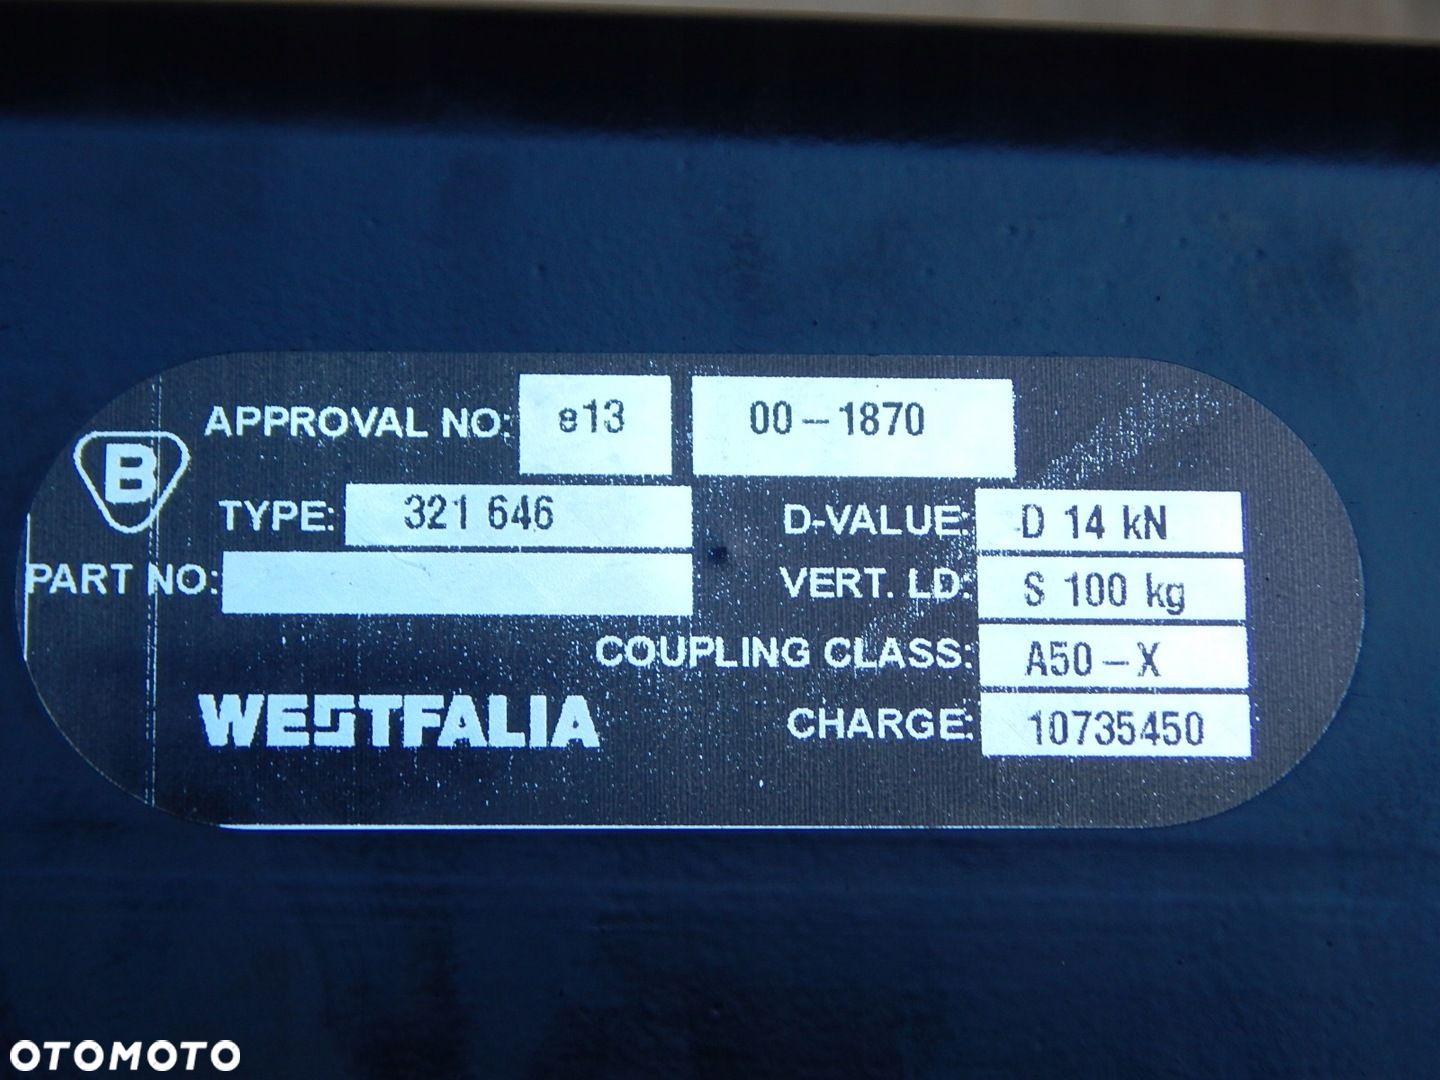 APPROVAL NO: e13 00-1870
B
TYPE: 321 646
D-VALUE: D 14 kN
PART NO:
VERT. LD: S 100 kg
COUPLING CLASS: A50-X
WESTFALIA
CHARGE: 10735450
OTOMOTO